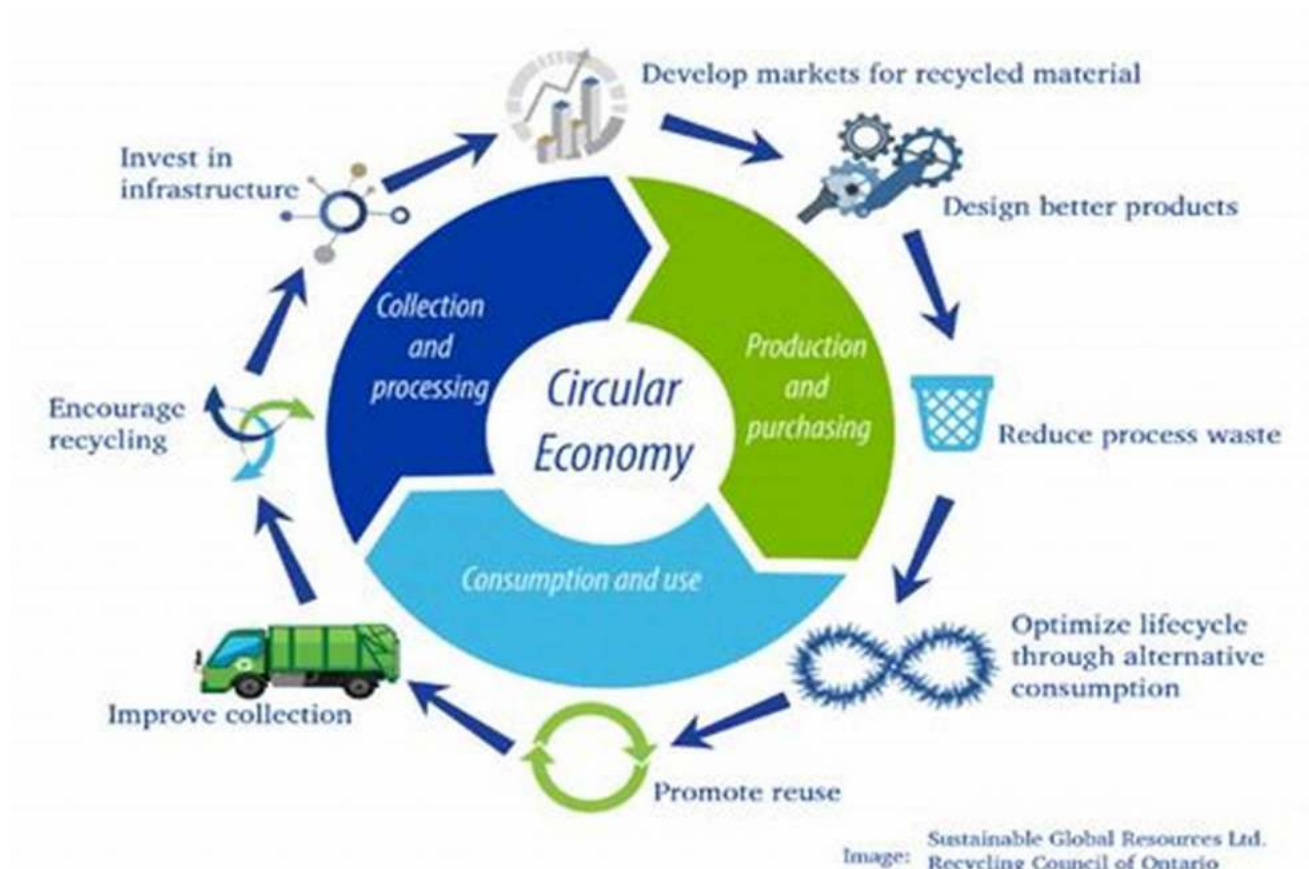 Develop markets for recycled material
Design better products
Reduce process waste
Optimize lifecycle
through alternative
consumption
Promote reuse
Improve collection
Encourage
recycling
Invest in
infrastructure
Collection
and
processing
Production
and
purchasing
Consumption and use
Circular
Economy
Image:
Sustainable Global Resources Ltd.
Recycling Council of Ontario